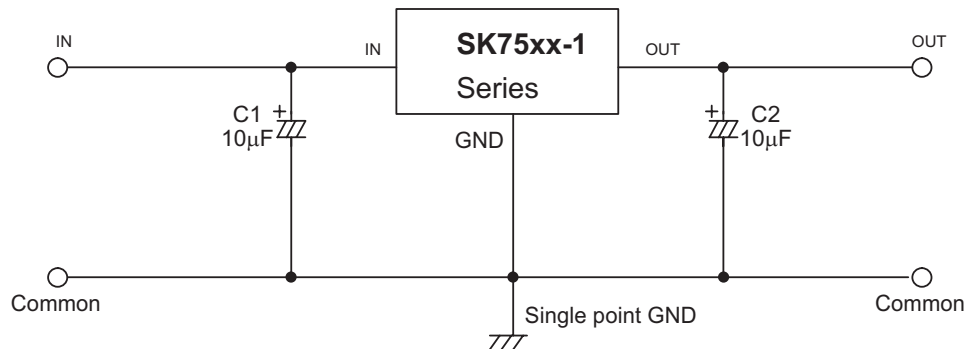 IN
IN
SK75xx-1
Series
OUT
OUT
+
C1
10μF
GND
+
C2
10μF
Common
Single point GND
Common